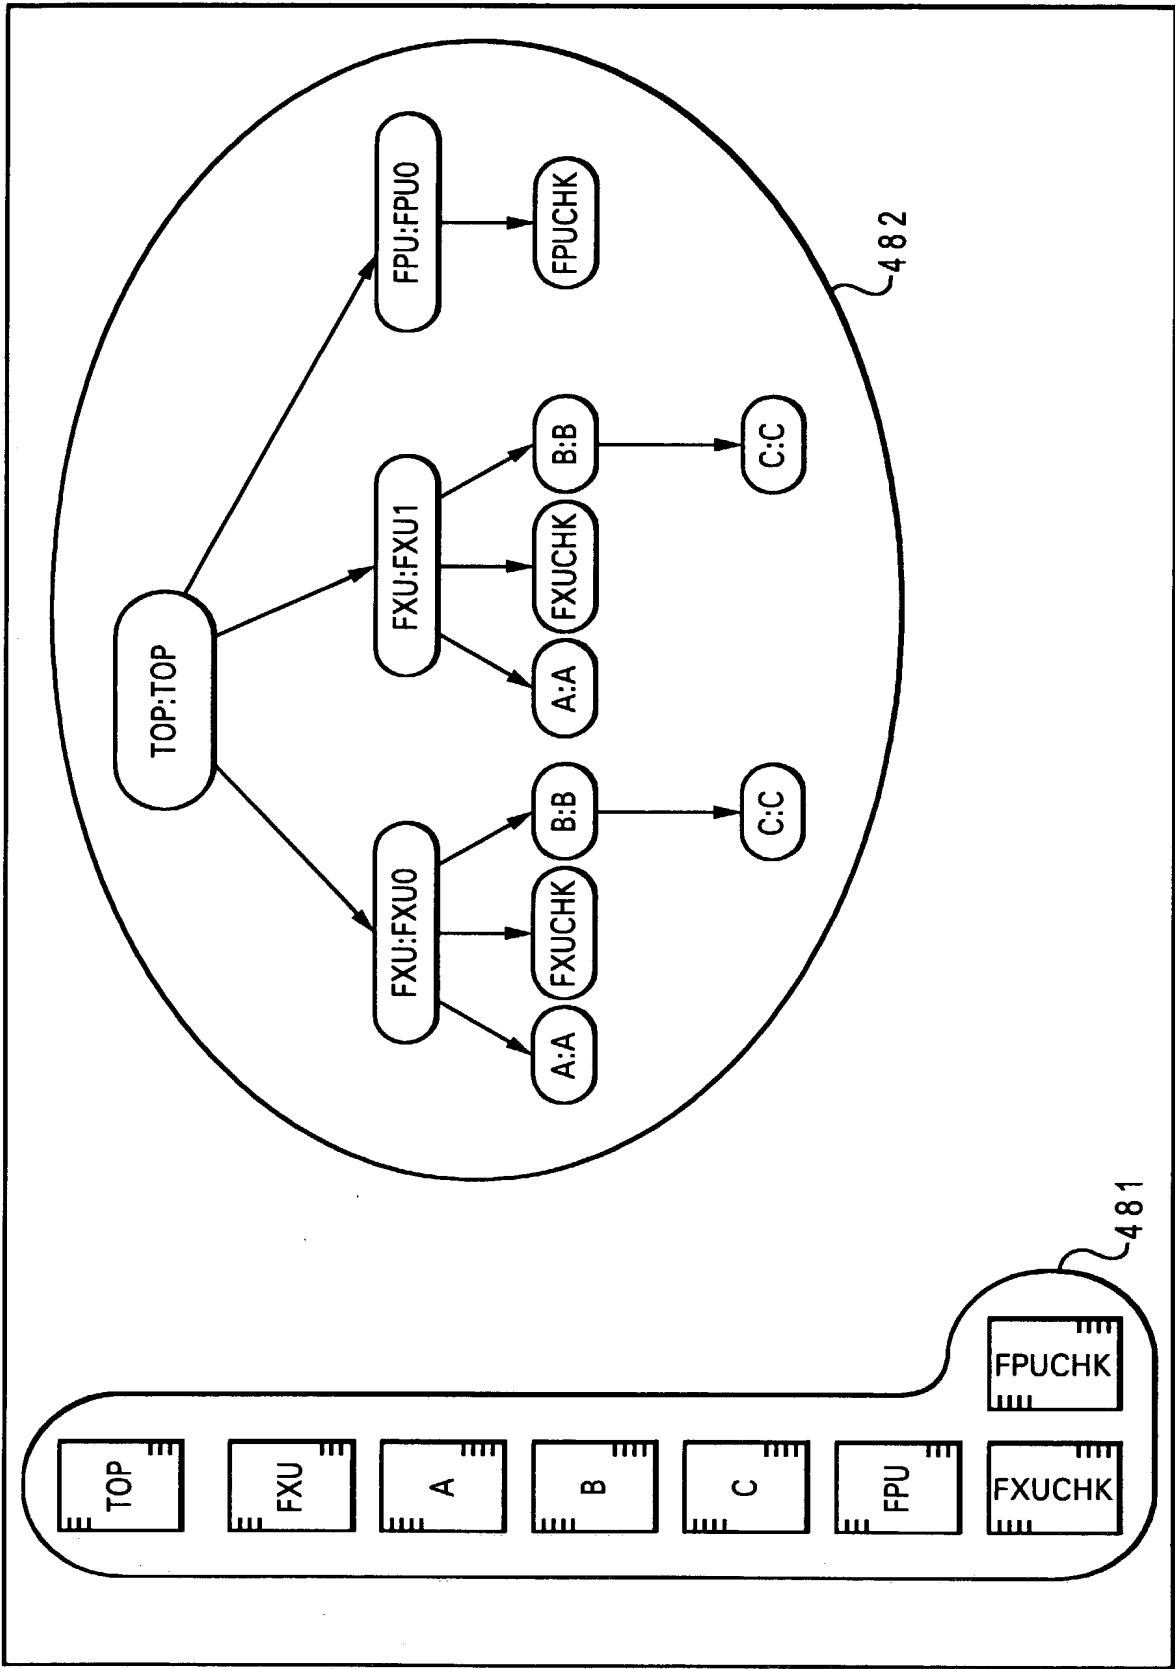 TOP
FXU
A
B
C
FPU
FXUCHK
FPUCHK
481
TOP:TOP
FXU:FXU0
FXU:FXU1
FPU:FPU0
A:A
FXUCHK
B:B
A:A
FXUCHK
B:B
FPUCHK
C:C
C:C
482